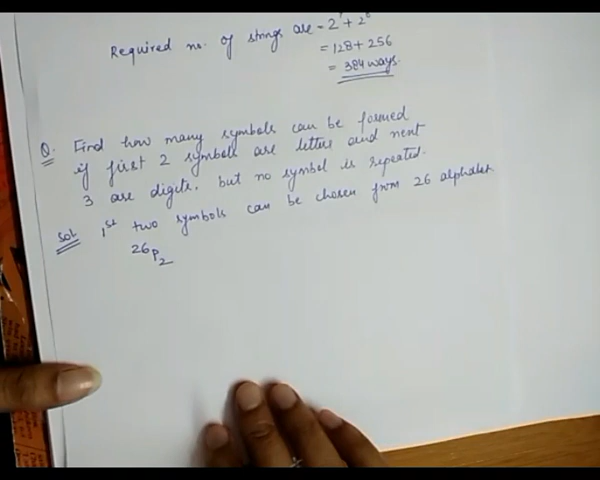 Required no. of strings are = 2⁷ + 2⁸
= 128 + 256
= 384 ways.
Q. Find how many symbols can be formed
if first 2 symbols are letters and next
3 are digits, but no symbol is repeated.
Sol 1st two symbols can be chosen from 26 alphabet
26p2